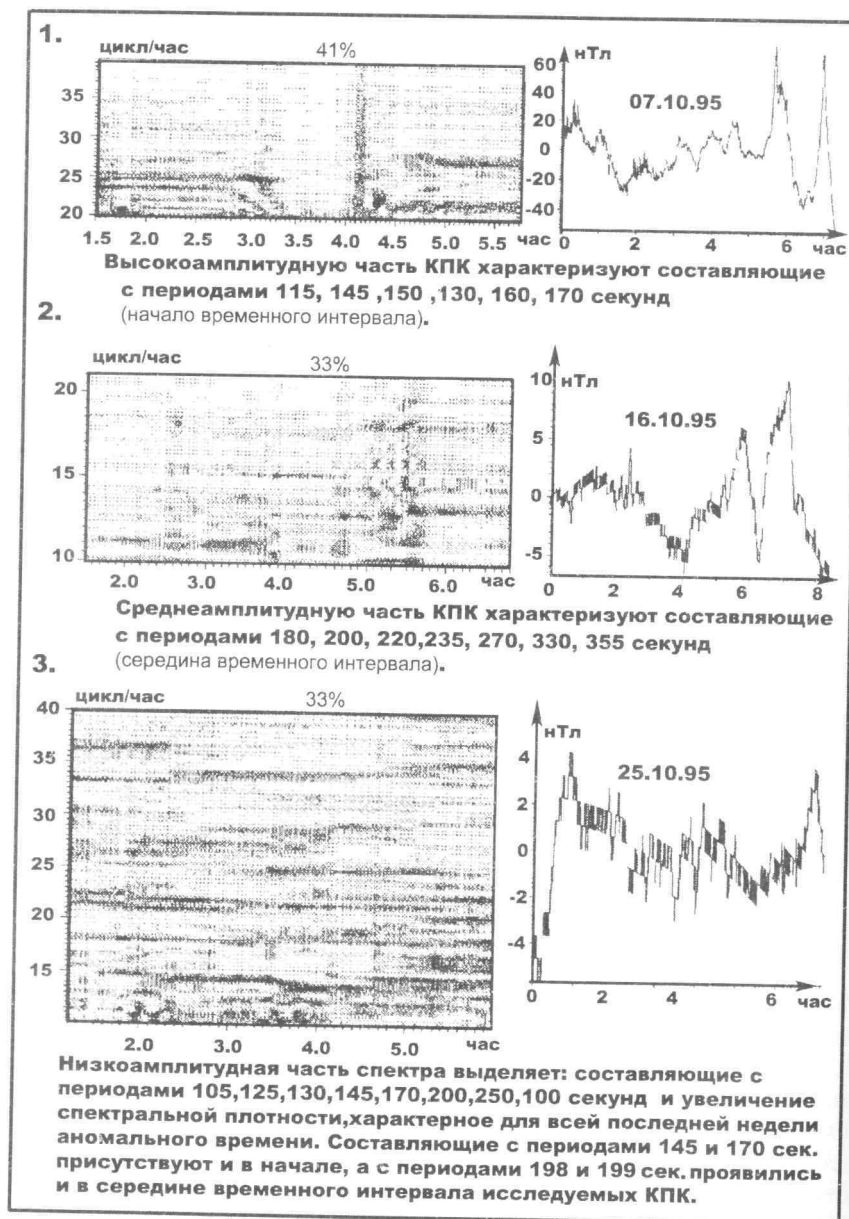 1.
цикл/час 41%
35
30
25
20
1.5 2.0 2.5 3.0 3.5 4.0 4.5 5.0 5.5 час
нТл
60
40
20
0
-20
-40
07.10.95
0 2 4 6 час
Высокоамплитудную часть КПК характеризуют составляющие
с периодами 115, 145 ,150 ,130, 160, 170 секунд
(начало временного интервала).
2.
цикл/час 33%
20
15
10
2.0 3.0 4.0 5.0 6.0 час
нТл
10
5
0
-5
16.10.95
0 2 4 6 8
час
Среднеамплитудную часть КПК характеризуют составляющие
с периодами 180, 200, 220,235, 270, 330, 355 секунд
(середина временного интервала).
3.
цикл/час 33%
40
35
30
25
20
15
2.0 3.0 4.0 5.0 час
нТл
4
2
0
-2
-4
25.10.95
0 2 4 6 час
Низкоамплитудная часть спектра выделяет: составляющие с
периодами 105,125,130,145,170,200,250,100 секунд и увеличение
спектральной плотности,характерное для всей последней недели
аномального времени. Составляющие с периодами 145 и 170 сек.
присутствуют и в начале, а с периодами 198 и 199 сек. проявились
и в середине временного интервала исследуемых КПК.